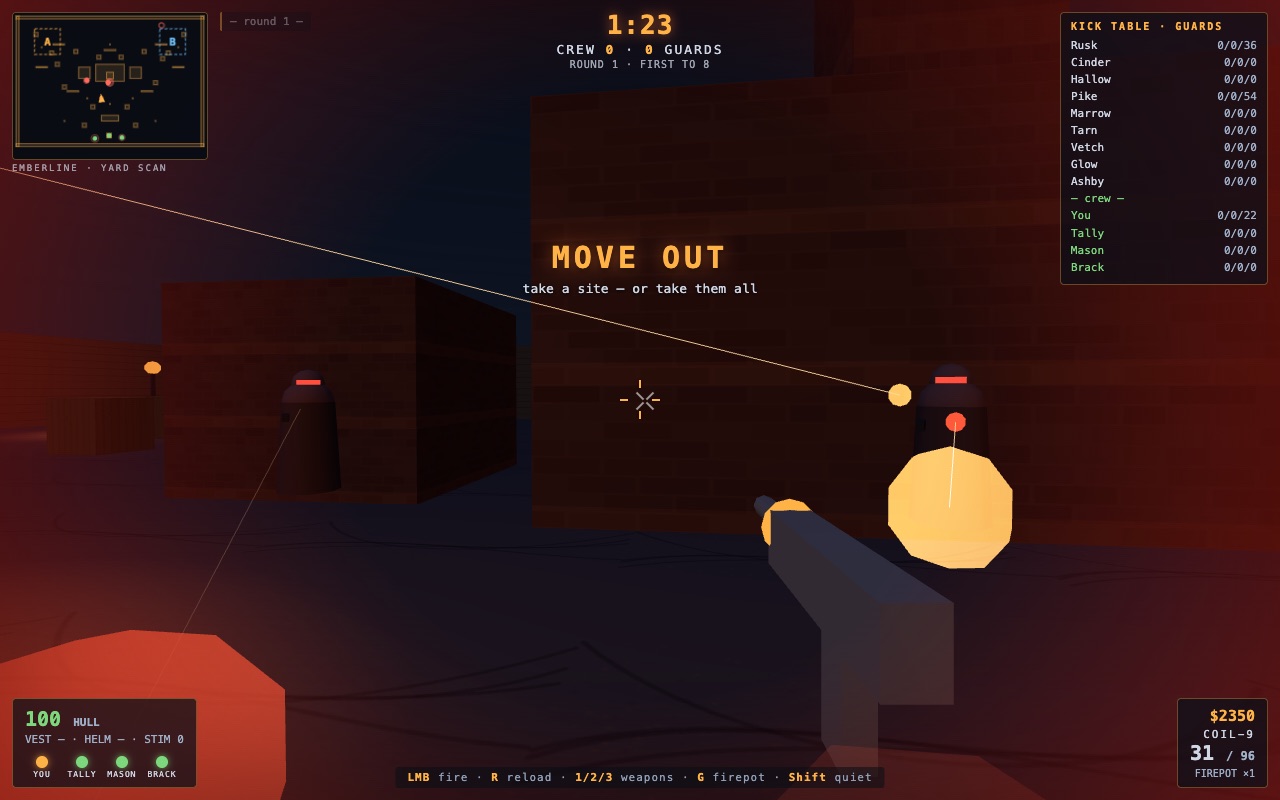 A
B
EMBERLINE · YARD SCAN
— round 1 —
1:23
CREW 0 · 0 GUARDS
ROUND 1 · FIRST TO 8
KICK TABLE · GUARDS
Rusk 0/0/36
Cinder 0/0/0
Hallow 0/0/0
Pike 0/0/54
Marrow 0/0/0
Tarn 0/0/0
Vetch 0/0/0
Glow 0/0/0
Ashby 0/0/0
— crew —
You 0/0/22
Tally 0/0/0
Mason 0/0/0
Brack 0/0/0
MOVE OUT
take a site — or take them all
100 HULL
VEST — · HELM — · STIM 0
YOU TALLY MASON BRACK
LMB fire · R reload · 1/2/3 weapons · G firepot · Shift quiet
$2350
COIL-9
31 / 96
FIREPOT ×1